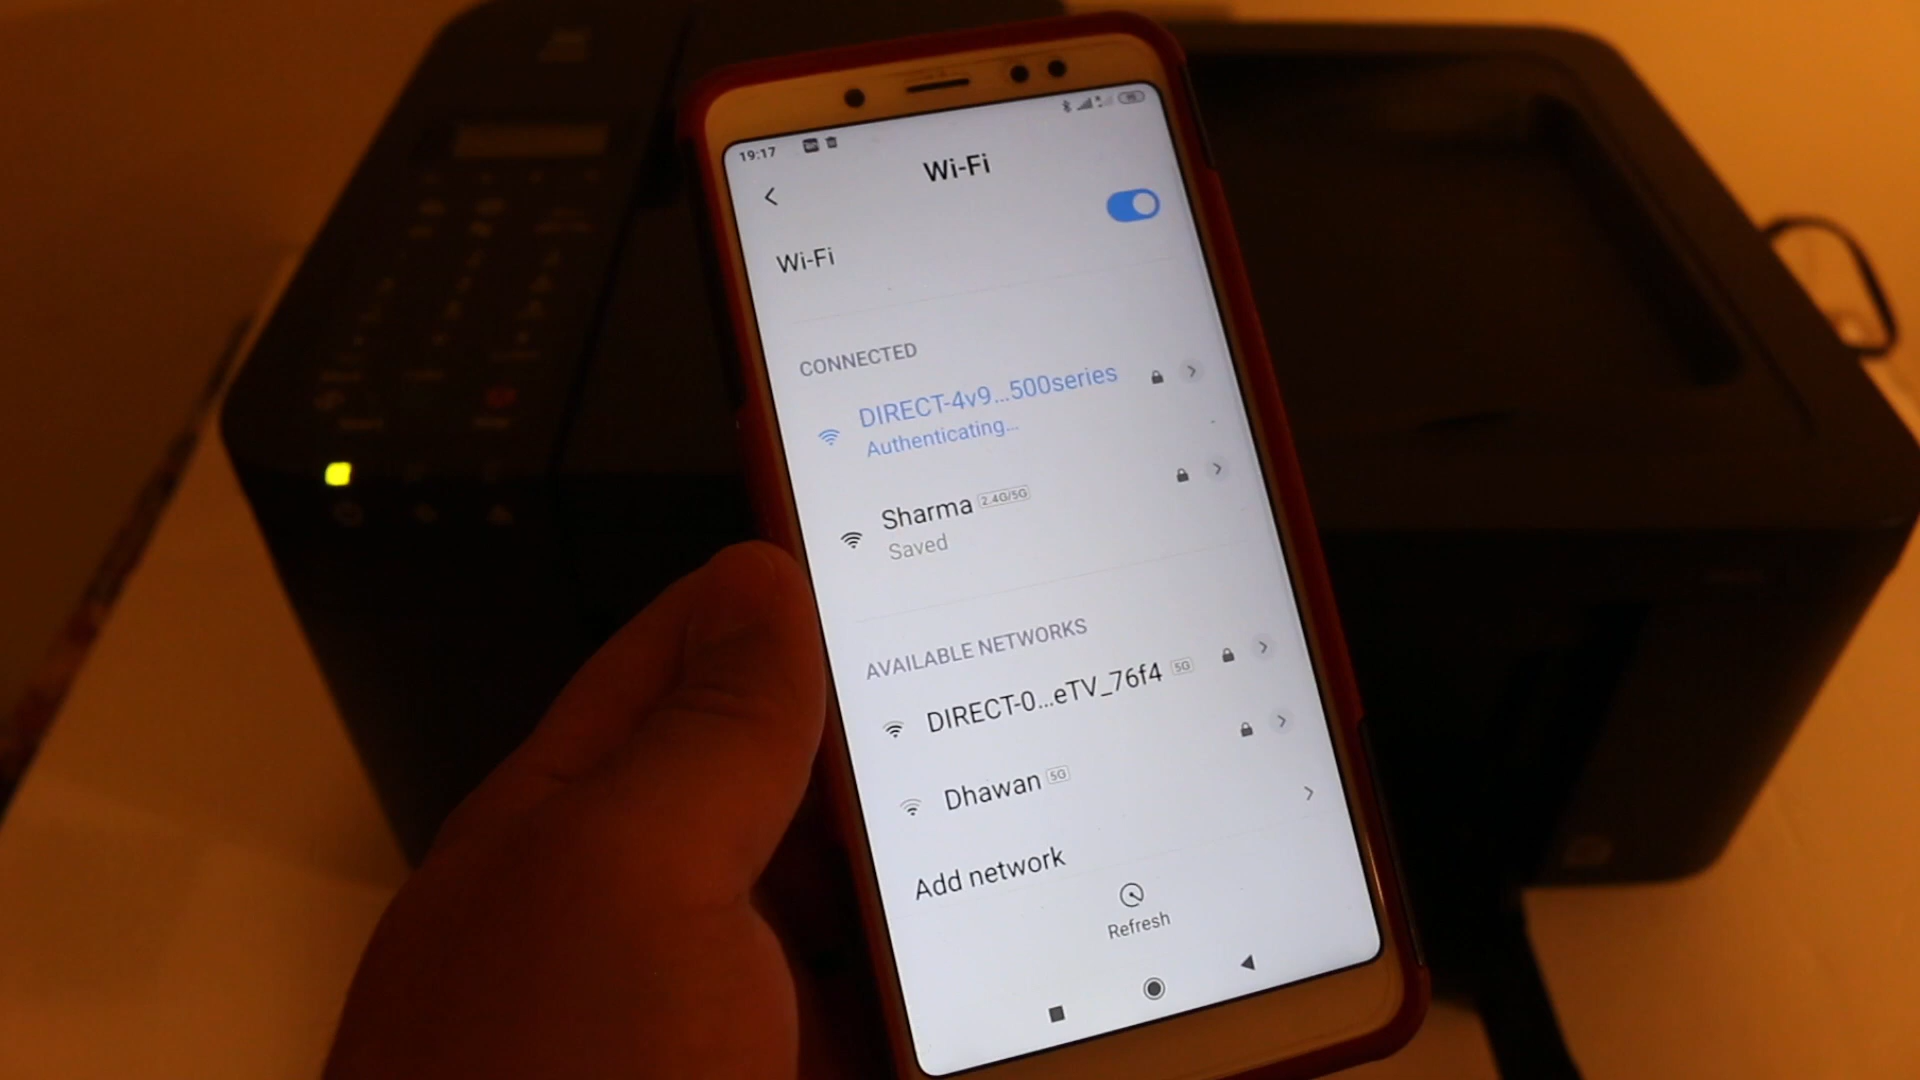 19:17
Wi-Fi
Wi-Fi
CONNECTED
DIRECT-4v9...500series
Authenticating...
Sharma 2.4G/5G
Saved
AVAILABLE NETWORKS
DIRECT-0...eTV_76f4 5G
Dhawan 5G
Add network
Refresh